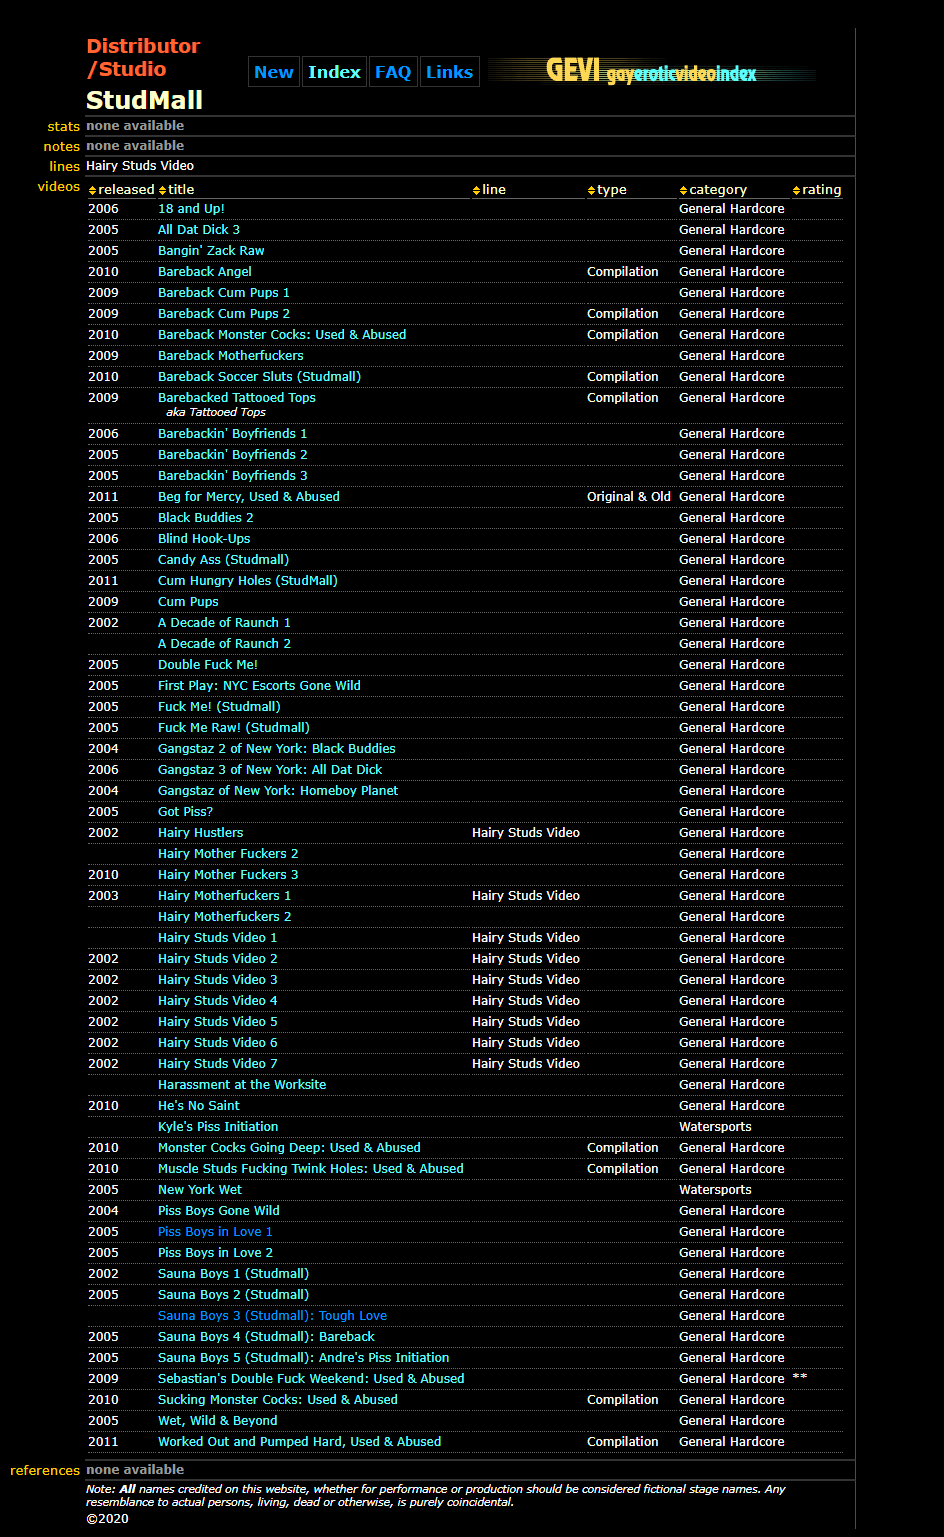 Distributor
/Studio
New Index FAQ Links
GEVI gayeroticvideoindex
StudMall
stats none available
notes none available
lines Hairy Studs Video
videos released title line type category rating
2006 18 and Up! General Hardcore
2005 All Dat Dick 3 General Hardcore
2005 Bangin' Zack Raw General Hardcore
2010 Bareback Angel Compilation General Hardcore
2009 Bareback Cum Pups 1 General Hardcore
2009 Bareback Cum Pups 2 Compilation General Hardcore
2010 Bareback Monster Cocks: Used & Abused Compilation General Hardcore
2009 Bareback Motherfuckers General Hardcore
2010 Bareback Soccer Sluts (Studmall) Compilation General Hardcore
2009 Barebacked Tattooed Tops Compilation General Hardcore
aka Tattooed Tops
2006 Barebackin' Boyfriends 1 General Hardcore
2005 Barebackin' Boyfriends 2 General Hardcore
2005 Barebackin' Boyfriends 3 General Hardcore
2011 Beg for Mercy, Used & Abused Original & Old General Hardcore
2005 Black Buddies 2 General Hardcore
2006 Blind Hook-Ups General Hardcore
2005 Candy Ass (Studmall) General Hardcore
2011 Cum Hungry Holes (StudMall) General Hardcore
2009 Cum Pups General Hardcore
2002 A Decade of Raunch 1 General Hardcore
A Decade of Raunch 2 General Hardcore
2005 Double Fuck Me! General Hardcore
2005 First Play: NYC Escorts Gone Wild General Hardcore
2005 Fuck Me! (Studmall) General Hardcore
2005 Fuck Me Raw! (Studmall) General Hardcore
2004 Gangstaz 2 of New York: Black Buddies General Hardcore
2006 Gangstaz 3 of New York: All Dat Dick General Hardcore
2004 Gangstaz of New York: Homeboy Planet General Hardcore
2005 Got Piss? General Hardcore
2002 Hairy Hustlers Hairy Studs Video General Hardcore
Hairy Mother Fuckers 2 General Hardcore
2010 Hairy Mother Fuckers 3 General Hardcore
2003 Hairy Motherfuckers 1 Hairy Studs Video General Hardcore
Hairy Motherfuckers 2 General Hardcore
Hairy Studs Video 1 Hairy Studs Video General Hardcore
2002 Hairy Studs Video 2 Hairy Studs Video General Hardcore
2002 Hairy Studs Video 3 Hairy Studs Video General Hardcore
2002 Hairy Studs Video 4 Hairy Studs Video General Hardcore
2002 Hairy Studs Video 5 Hairy Studs Video General Hardcore
2002 Hairy Studs Video 6 Hairy Studs Video General Hardcore
2002 Hairy Studs Video 7 Hairy Studs Video General Hardcore
Harassment at the Worksite General Hardcore
2010 He's No Saint General Hardcore
Kyle's Piss Initiation Watersports
2010 Monster Cocks Going Deep: Used & Abused Compilation General Hardcore
2010 Muscle Studs Fucking Twink Holes: Used & Abused Compilation General Hardcore
2005 New York Wet Watersports
2004 Piss Boys Gone Wild General Hardcore
2005 Piss Boys in Love 1 General Hardcore
2005 Piss Boys in Love 2 General Hardcore
2002 Sauna Boys 1 (Studmall) General Hardcore
2005 Sauna Boys 2 (Studmall) General Hardcore
Sauna Boys 3 (Studmall): Tough Love General Hardcore
2005 Sauna Boys 4 (Studmall): Bareback General Hardcore
2005 Sauna Boys 5 (Studmall): Andre's Piss Initiation General Hardcore
2009 Sebastian's Double Fuck Weekend: Used & Abused General Hardcore **
2010 Sucking Monster Cocks: Used & Abused Compilation General Hardcore
2005 Wet, Wild & Beyond General Hardcore
2011 Worked Out and Pumped Hard, Used & Abused Compilation General Hardcore
references none available
Note: All names credited on this website, whether for performance or production should be considered fictional stage names. Any
resemblance to actual persons, living, dead or otherwise, is purely coincidental.
©2020